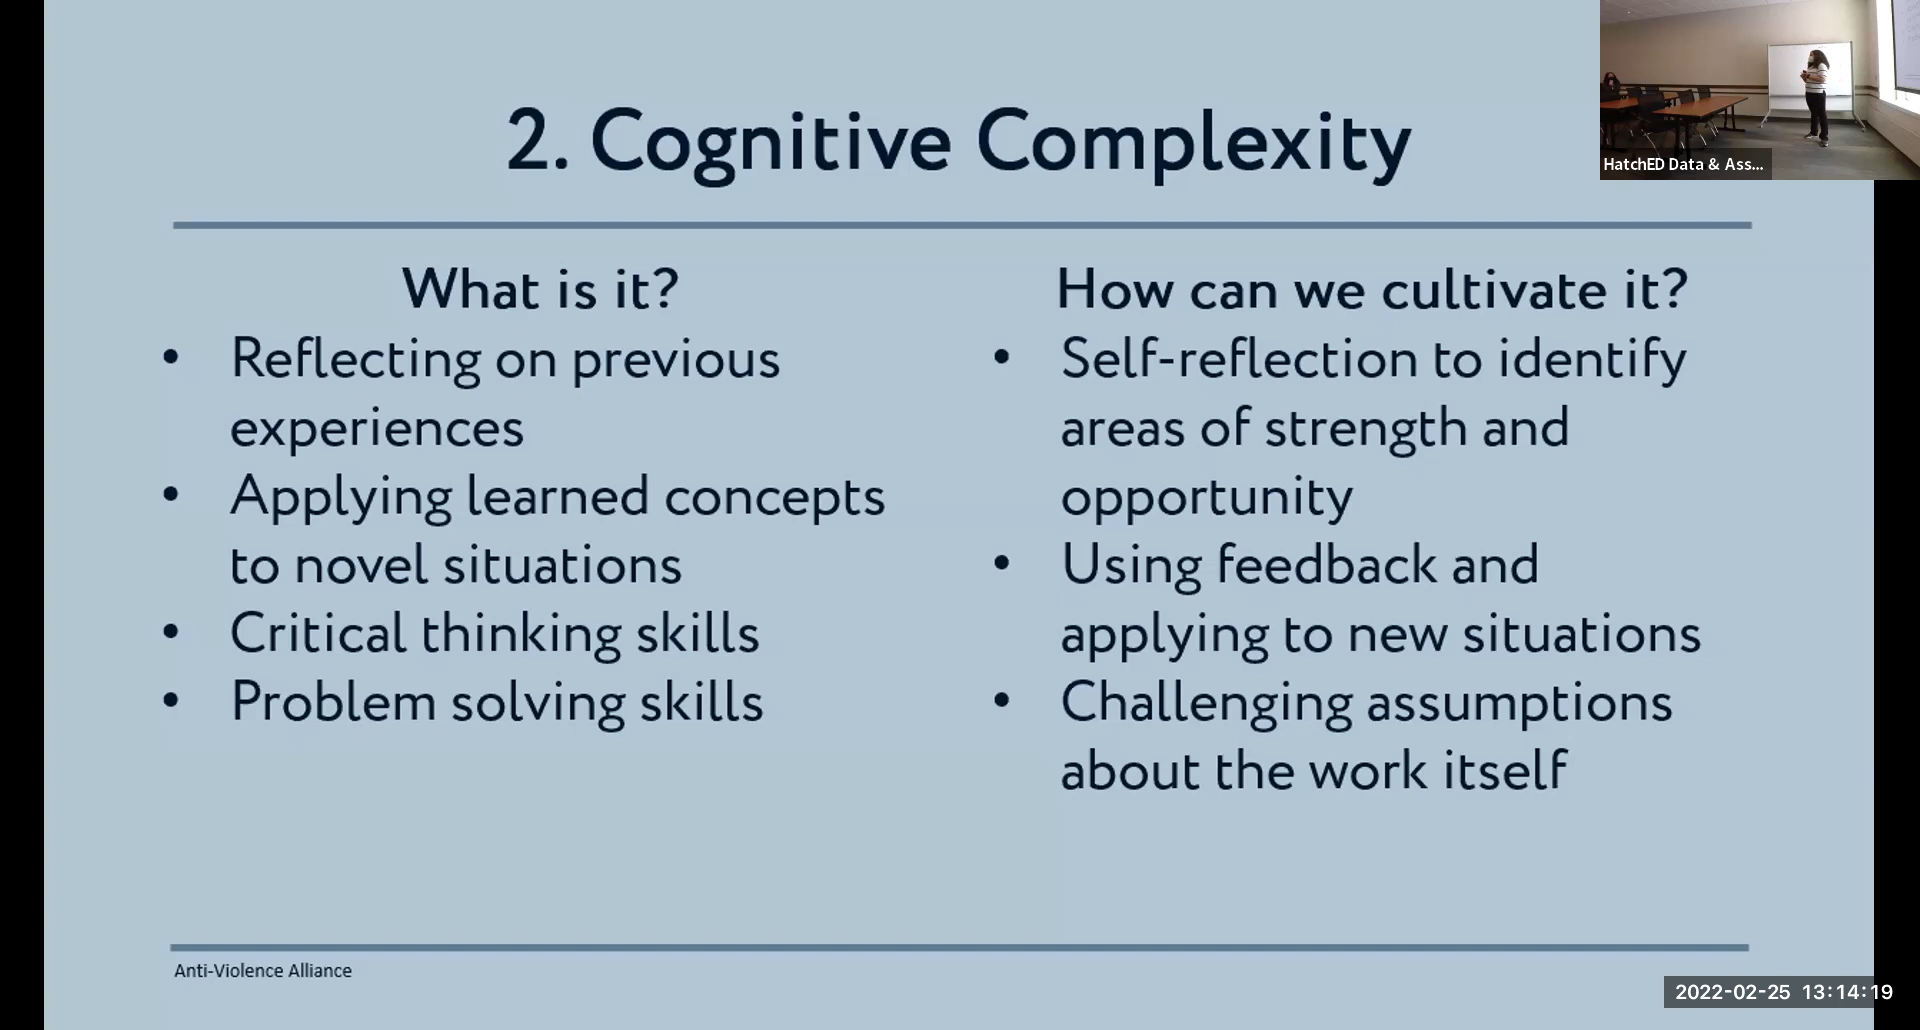 2. Cognitive Complexity
What is it?
• Reflecting on previous
experiences
• Applying learned concepts
to novel situations
• Critical thinking skills
• Problem solving skills
How can we cultivate it?
• Self-reflection to identify
areas of strength and
opportunity
• Using feedback and
applying to new situations
• Challenging assumptions
about the work itself
Anti-Violence Alliance
HatchED Data & Ass...
2022-02-25 13:14:19